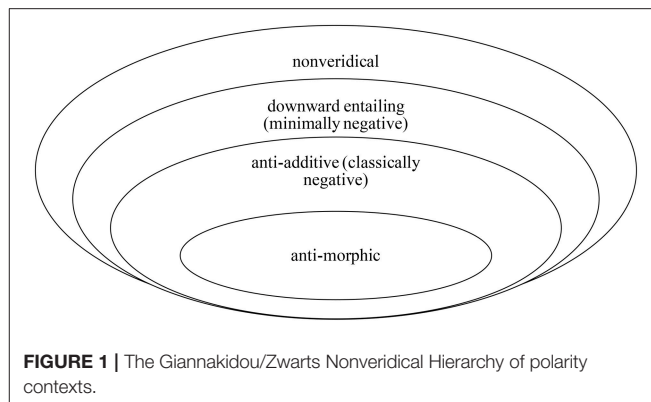 nonveridical
downward entailing
(minimally negative)
anti-additive (classically
negative)
anti-morphic
FIGURE 1 | The Giannakidou/Zwarts Nonveridical Hierarchy of polarity
contexts.